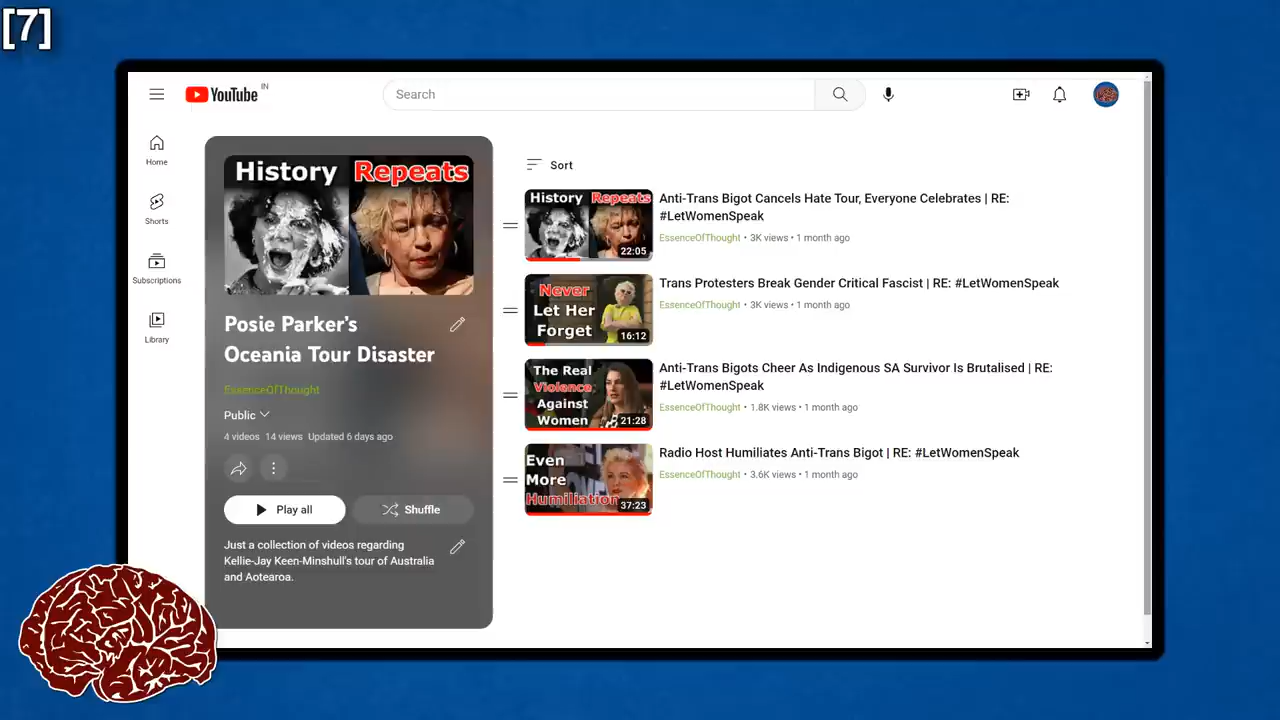 [7]
YouTube IN
Search
Home
Shorts
Subscriptions
Library
History Repeats
Posie Parker's
Oceania Tour Disaster
EssenceOfThought
Public
4 videos 14 views Updated 6 days ago
Play all
Shuffle
Just a collection of videos regarding
Kellie-Jay Keen-Minshull's tour of Australia
and Aotearoa.
Sort
History Repeats
22:05
Anti-Trans Bigot Cancels Hate Tour, Everyone Celebrates | RE:
#LetWomenSpeak
EssenceOfThought • 3K views • 1 month ago
Never
Let Her
Forget
16:12
Trans Protesters Break Gender Critical Fascist | RE: #LetWomenSpeak
EssenceOfThought • 3K views • 1 month ago
The Real
Violence
Against
Women
21:28
Anti-Trans Bigots Cheer As Indigenous SA Survivor Is Brutalised | RE:
#LetWomenSpeak
EssenceOfThought • 1.8K views • 1 month ago
Even
More
Humiliation
37:23
Radio Host Humiliates Anti-Trans Bigot | RE: #LetWomenSpeak
EssenceOfThought • 3.6K views • 1 month ago